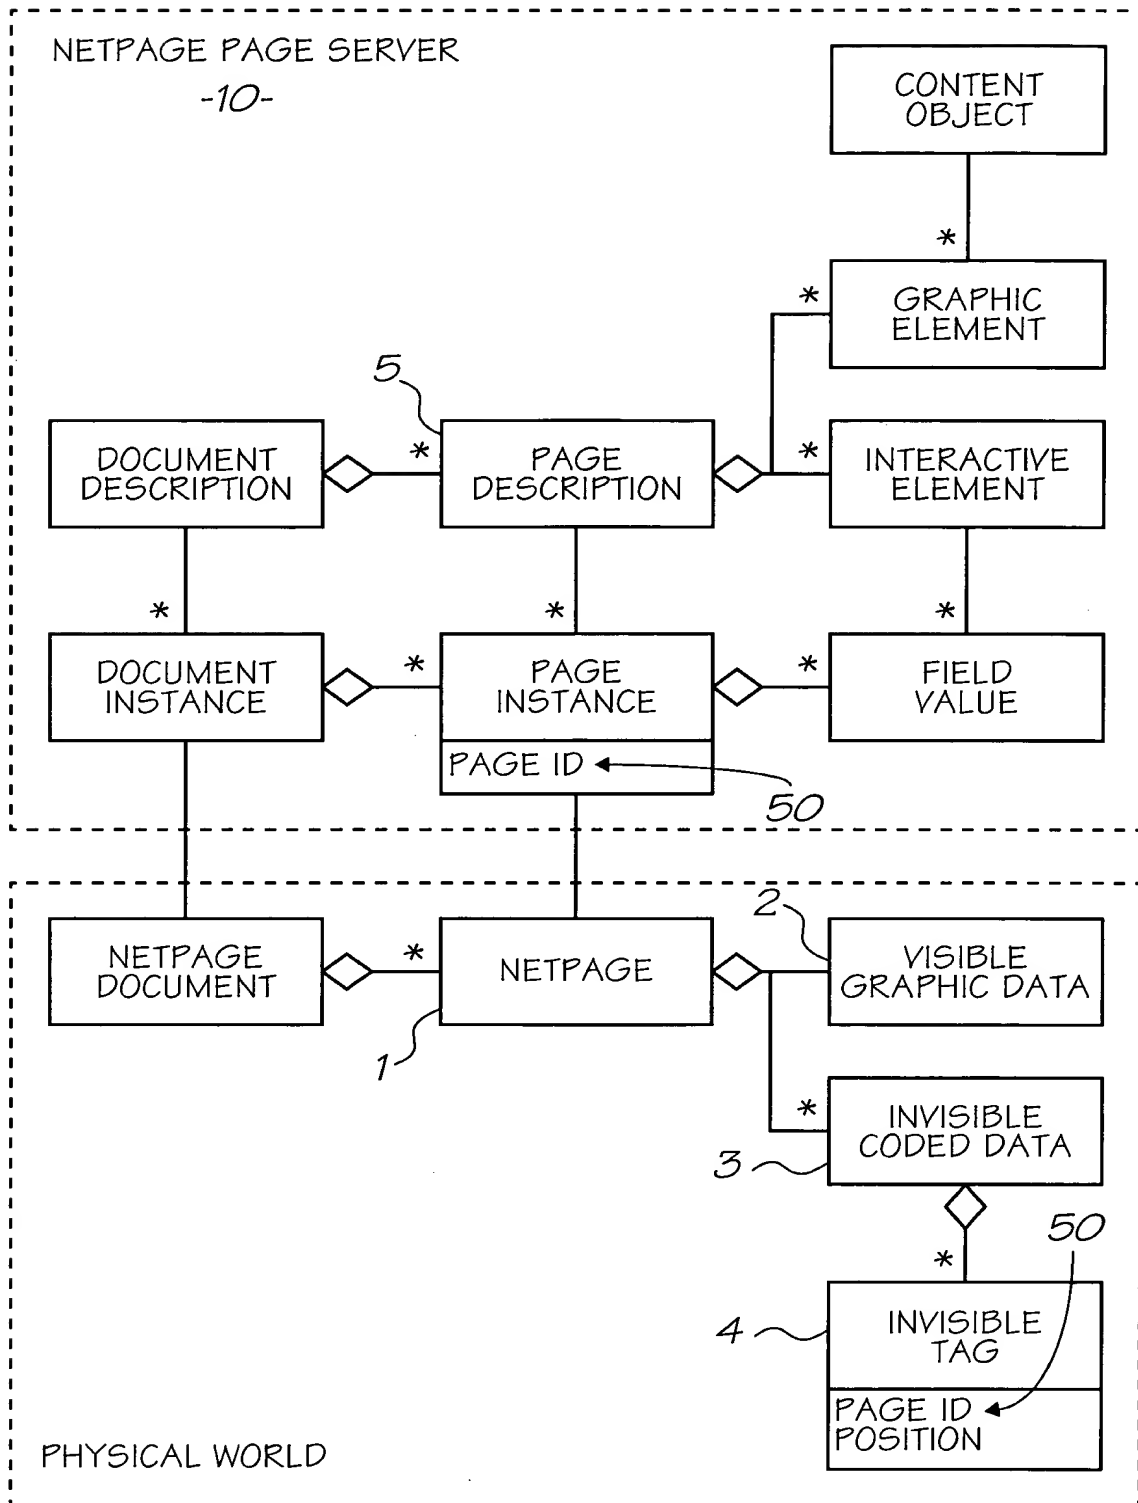 NETPAGE PAGE SERVER
-10-
CONTENT
OBJECT
*
*
GRAPHIC
ELEMENT
5
DOCUMENT
DESCRIPTION
*
PAGE
DESCRIPTION
*
INTERACTIVE
ELEMENT
*
*
*
DOCUMENT
INSTANCE
*
PAGE
INSTANCE
*
FIELD
VALUE
PAGE ID
50
NETPAGE
DOCUMENT
*
NETPAGE
2
VISIBLE
GRAPHIC DATA
1
*
INVISIBLE
CODED DATA
3
50
*
4
INVISIBLE
TAG
PAGE ID
POSITION
PHYSICAL WORLD